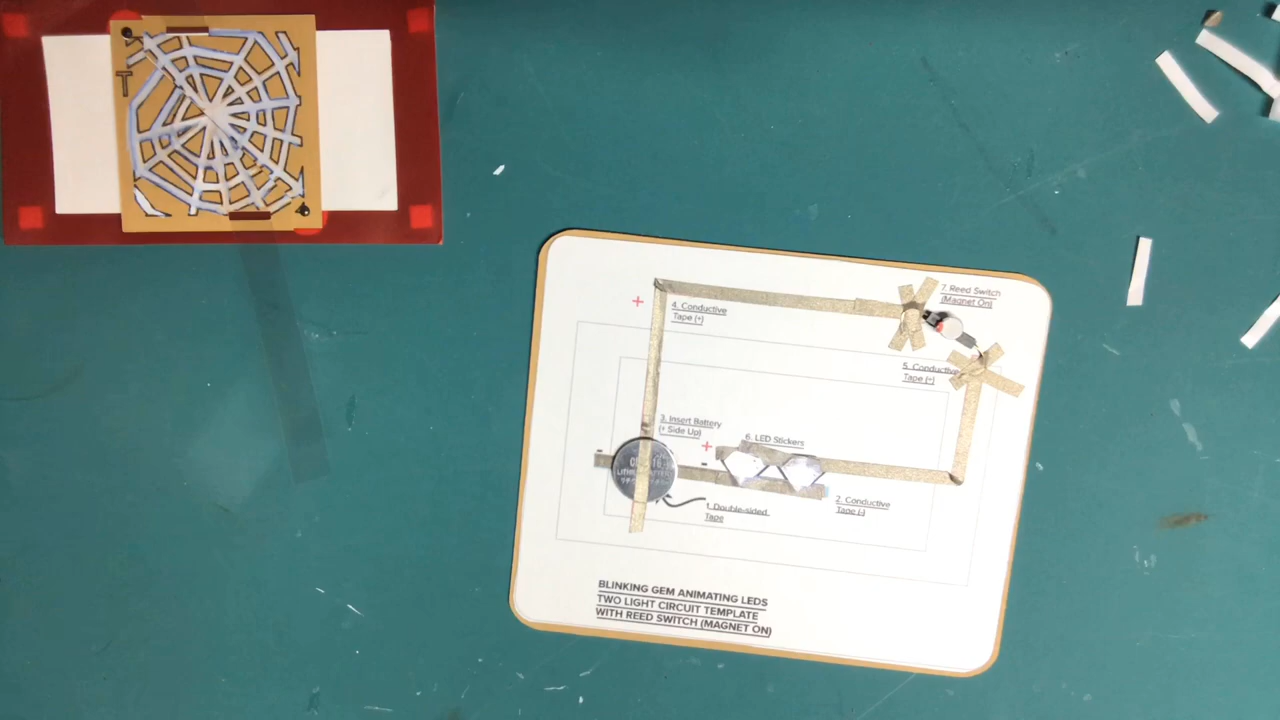 T
7. Reed Switch
(Magnet On)
+
4. Conductive
Tape (+)
5. Conductive
Tape (+)
3. Insert Battery
(+ Side Up)
+
6. LED Stickers
-
-
LITHIUM
2. Conductive
Tape (-)
1. Double-sided
Tape
BLINKING GEM ANIMATING LEDS
TWO LIGHT CIRCUIT TEMPLATE
WITH REED SWITCH (MAGNET ON)